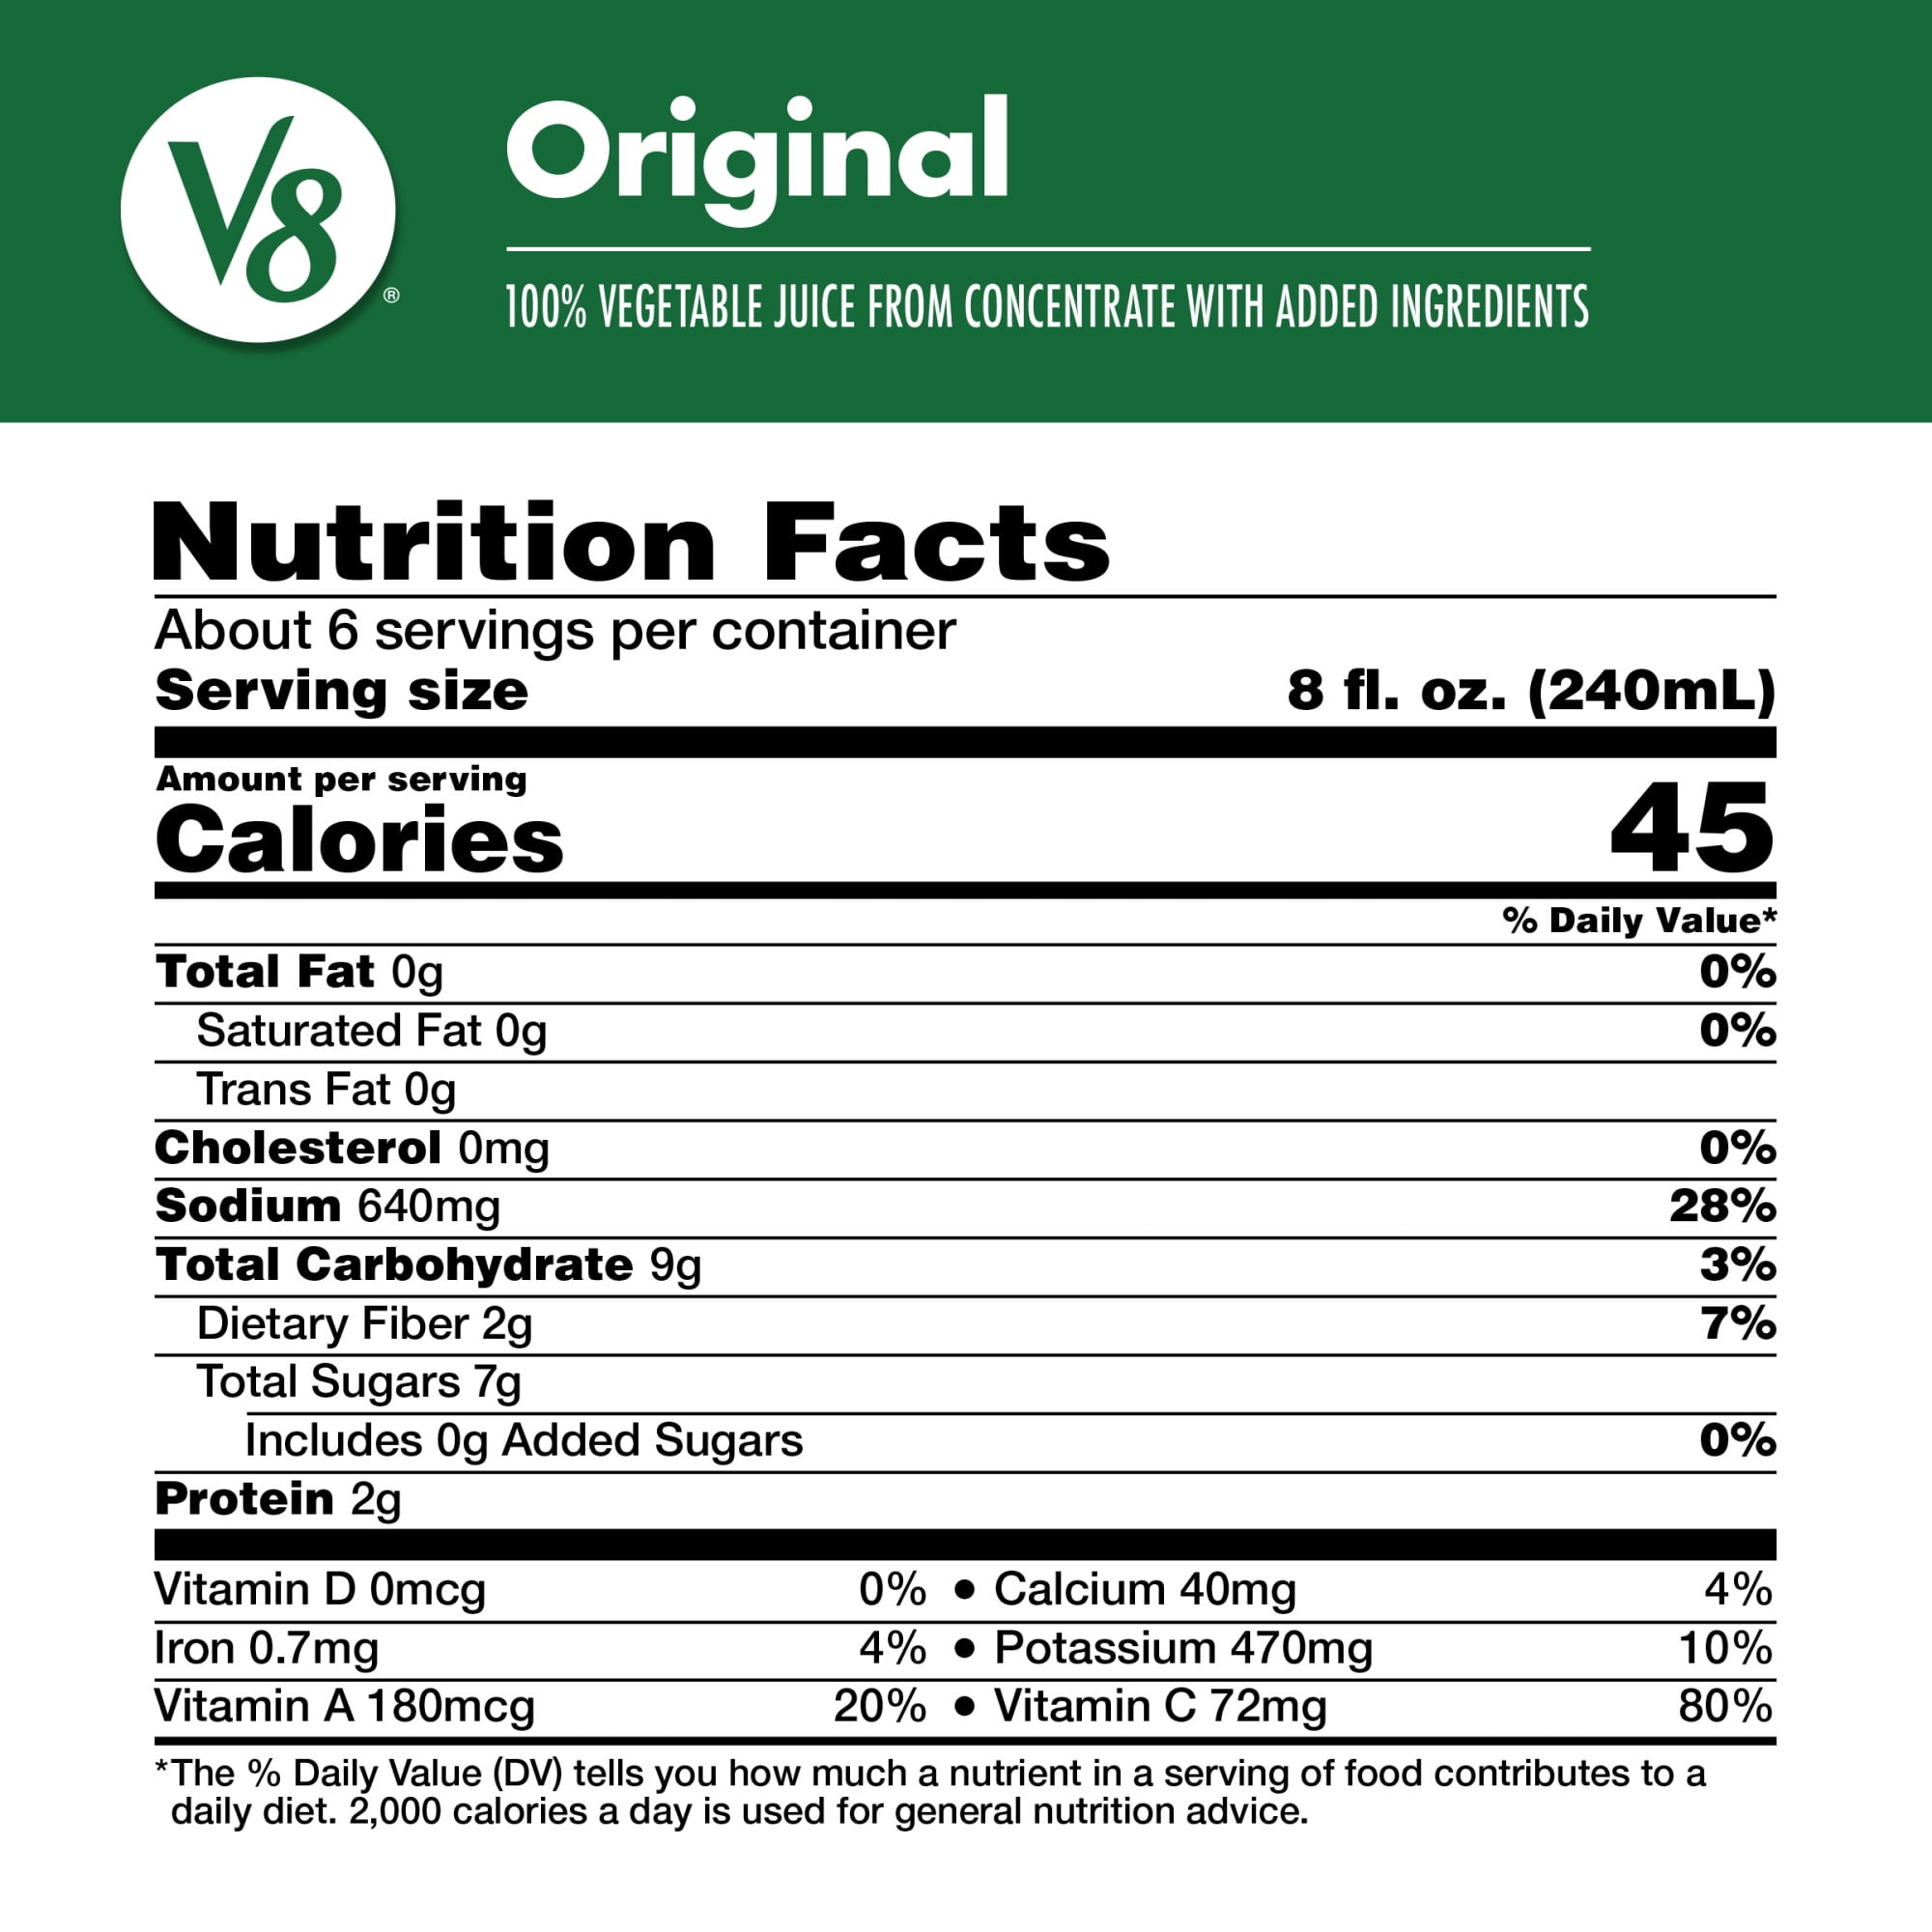 V8®
Original
100% VEGETABLE JUICE FROM CONCENTRATE WITH ADDED INGREDIENTS
Nutrition Facts
About 6 servings per container
Serving size 8 fl. oz. (240mL)
Amount per serving
Calories 45
% Daily Value*
Total Fat 0g 0%
Saturated Fat 0g 0%
Trans Fat 0g
Cholesterol 0mg 0%
Sodium 640mg 28%
Total Carbohydrate 9g 3%
Dietary Fiber 2g 7%
Total Sugars 7g
Includes 0g Added Sugars 0%
Protein 2g
Vitamin D 0mcg 0% • Calcium 40mg 4%
Iron 0.7mg 4% • Potassium 470mg 10%
Vitamin A 180mcg 20% • Vitamin C 72mg 80%
*The % Daily Value (DV) tells you how much a nutrient in a serving of food contributes to a
daily diet. 2,000 calories a day is used for general nutrition advice.